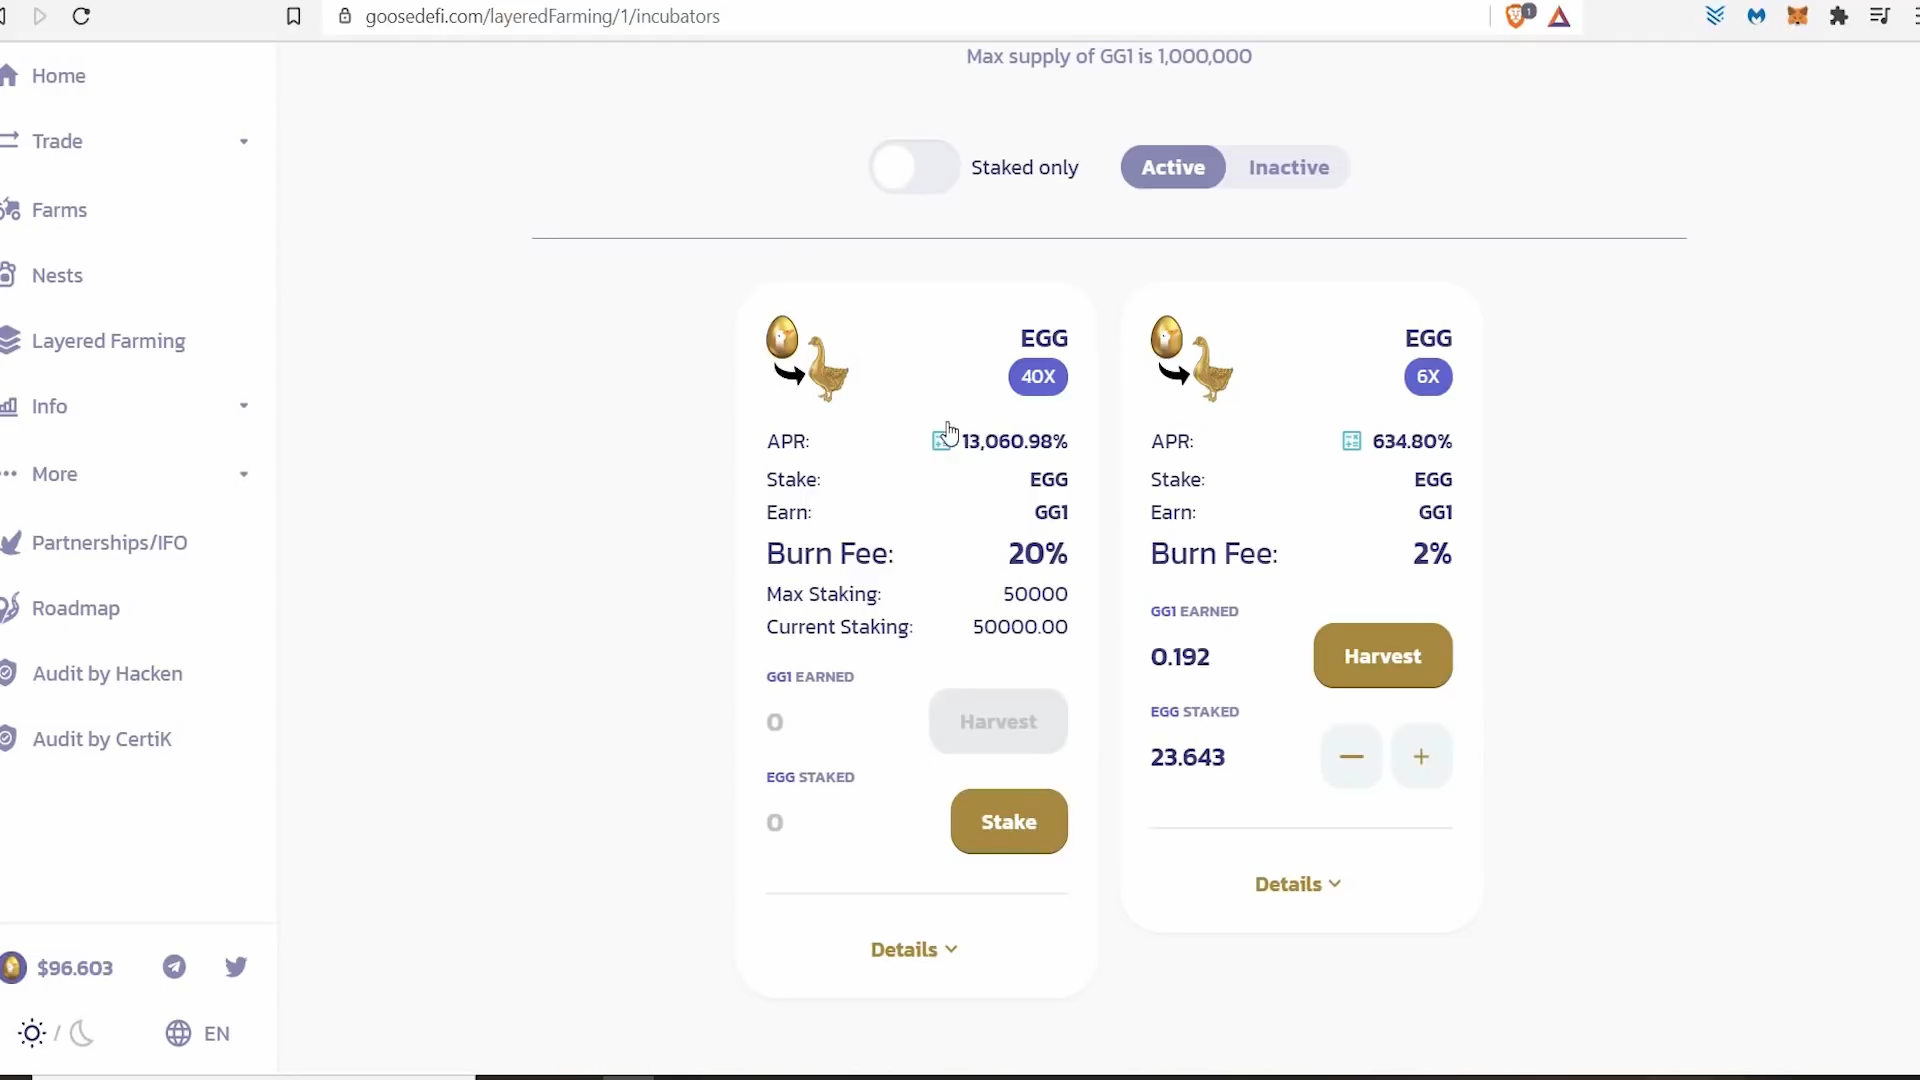 goosedefi.com/layeredFarming/1/incubators
1
Home
Trade
Farms
Nests
Layered Farming
Info
More
Partnerships/IFO
Roadmap
Audit by Hacken
Audit by CertiK
$96.603
/
EN
Max supply of GG1 is 1,000,000
Staked only
Active
Inactive
EGG
40X
APR: 13,060.98%
Stake: EGG
Earn: GG1
Burn Fee: 20%
Max Staking: 50000
Current Staking: 50000.00
GG1 EARNED
0 Harvest
EGG STAKED
0 Stake
Details
EGG
6X
APR: 634.80%
Stake: EGG
Earn: GG1
Burn Fee: 2%
GG1 EARNED
0.192 Harvest
EGG STAKED
23.643 — +
Details